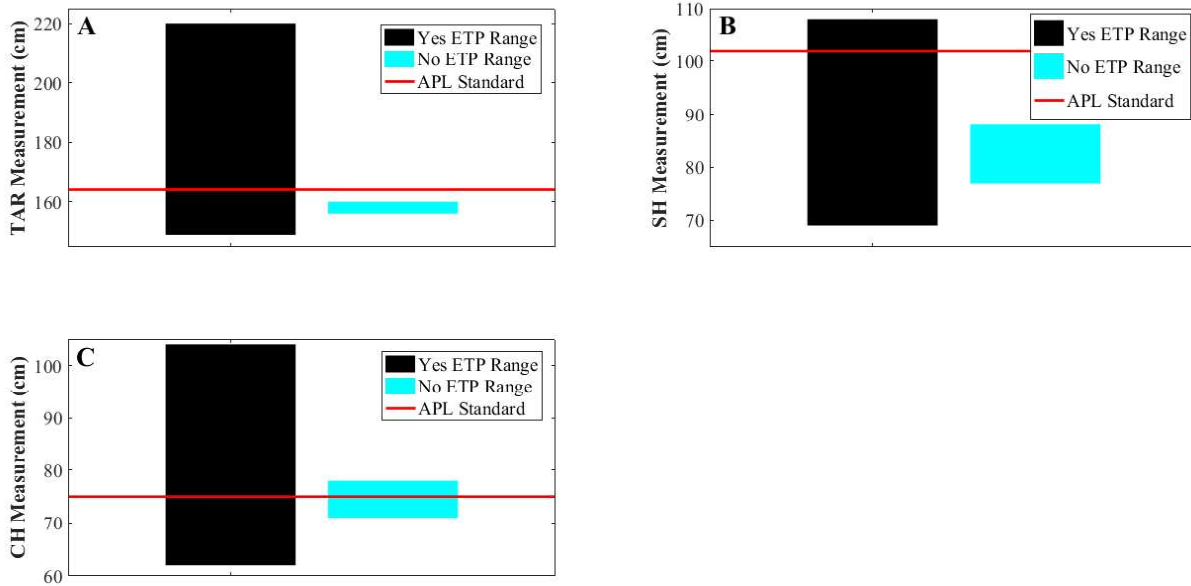 A
TAR Measurement (cm)
220
200
180
160
Yes ETP Range
No ETP Range
APL Standard
B
SH Measurement (cm)
110
100
90
80
70
Yes ETP Range
No ETP Range
APL Standard
C
CH Measurement (cm)
100
90
80
70
60
Yes ETP Range
No ETP Range
APL Standard